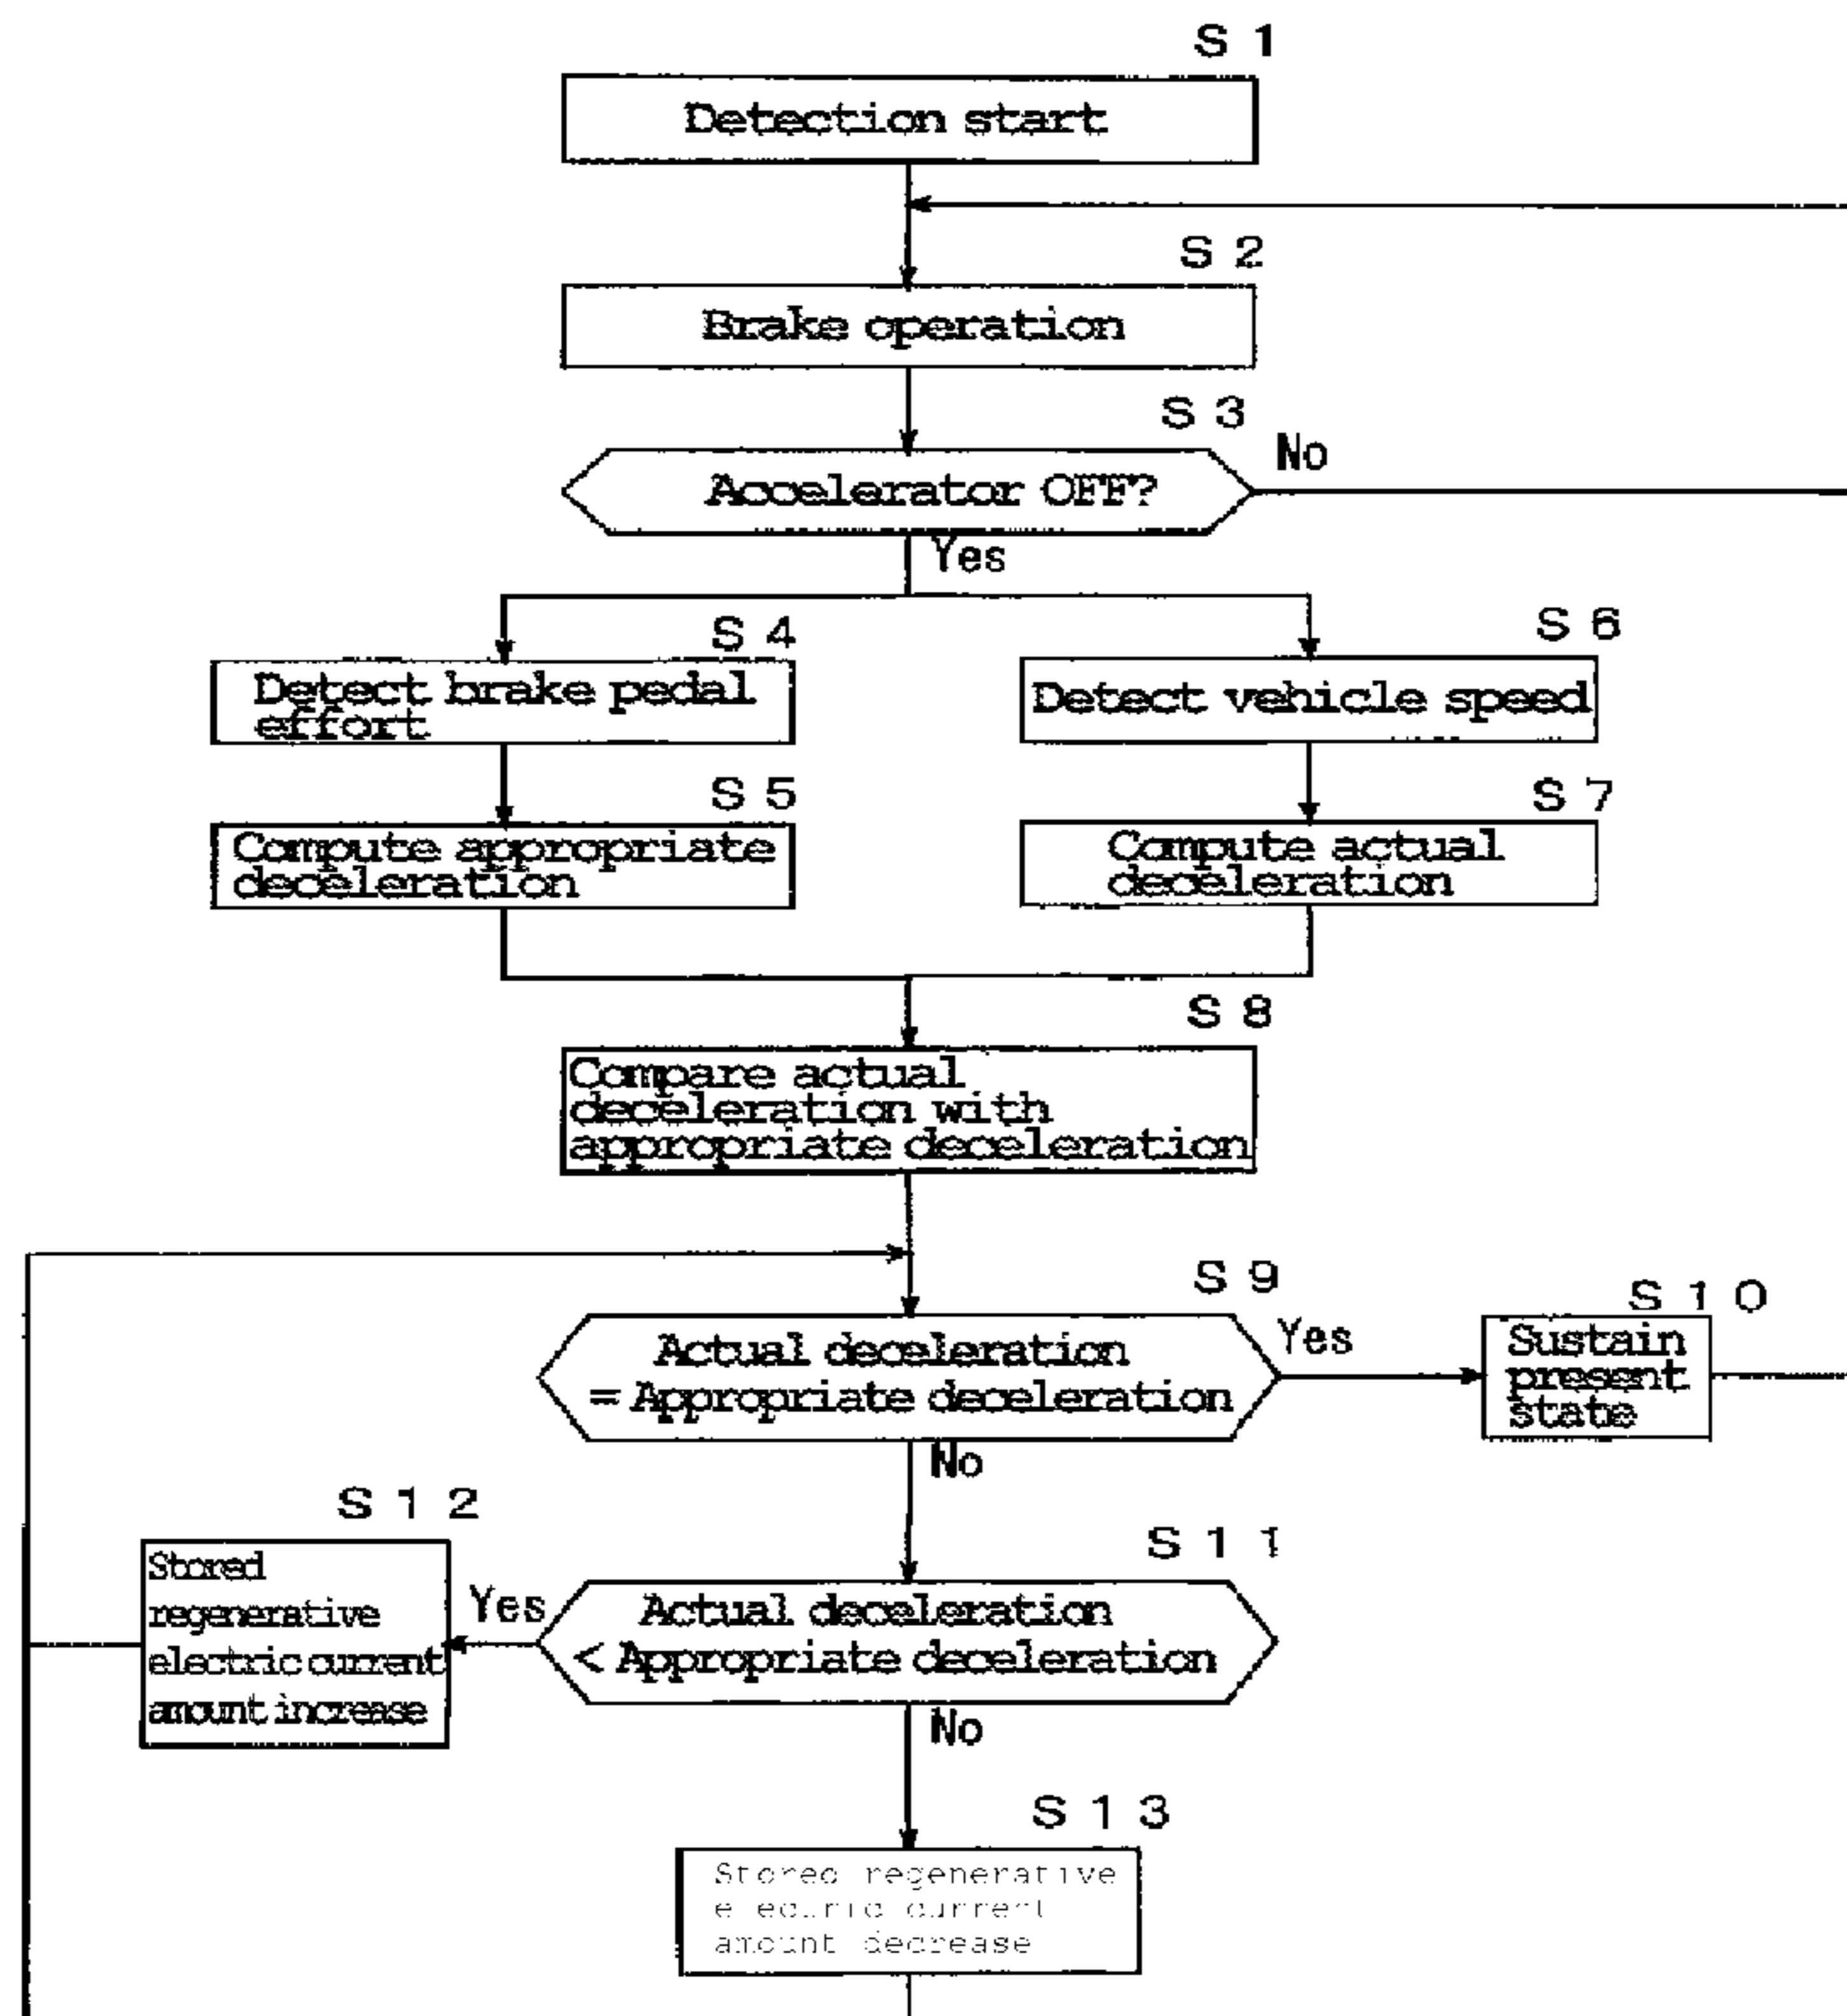 S 1
Detection start
S 2
Brake operation
S 3
Accelerator OFF?
No
Yes
S 4
Detect brake pedal
effort
S 6
Detect vehicle speed
S 5
Compute appropriate
deceleration
S 7
Compute actual
deceleration
S 8
Compare actual
deceleration with
appropriate deceleration
S 9
Actual deceleration
= Appropriate deceleration
Yes
S 1 0
Sustain
present
state
No
S 1 1
Actual deceleration
< Appropriate deceleration
Yes
S 1 2
Stored
regenerative
electric current
amount increase
No
S 1 3
Stored regenerative
electric current
amount decrease